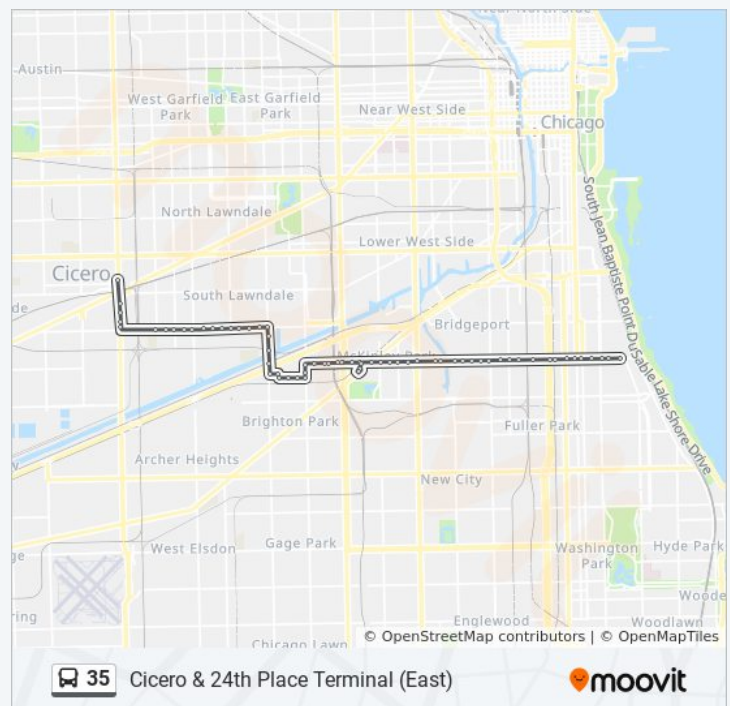 Near North Side
Austin
West Garfield
Park
East Garfield
Park
Near West Side
Chicago
North Lawndale
Lower West Side
Cicero
South Lawndale
South Jean Baptiste Point DuSable Lake Shore Drive
Bridgeport
McKinley Park
Brighton Park
Fuller Park
Archer Heights
New City
West Elsdon
Gage Park
Washington
Park
Hyde Park
Englewood
Woodlawn
Chicago Lawn
© OpenStreetMap contributors | © OpenMapTiles
35
Cicero & 24th Place Terminal (East)
moovit